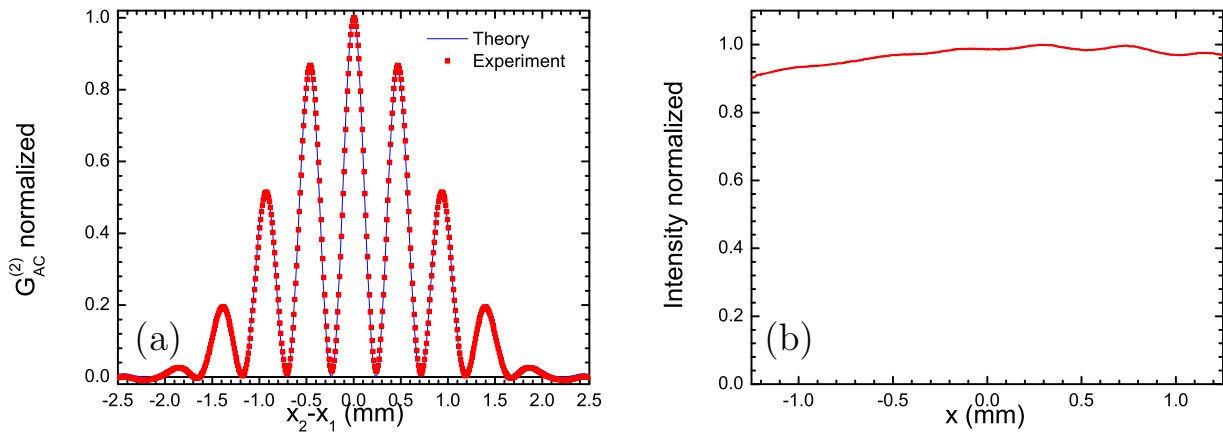 1.0
0.8
0.6
0.4
0.2
0.0
G_AC^(2) normalized
Theory
Experiment
(a)
-2.5 -2.0 -1.5 -1.0 -0.5 0.0 0.5 1.0 1.5 2.0 2.5
x_2-x_1 (mm)
1.0
0.8
0.6
0.4
0.2
0.0
Intensity normalized
(b)
-1.0 -0.5 0.0 0.5 1.0
x (mm)